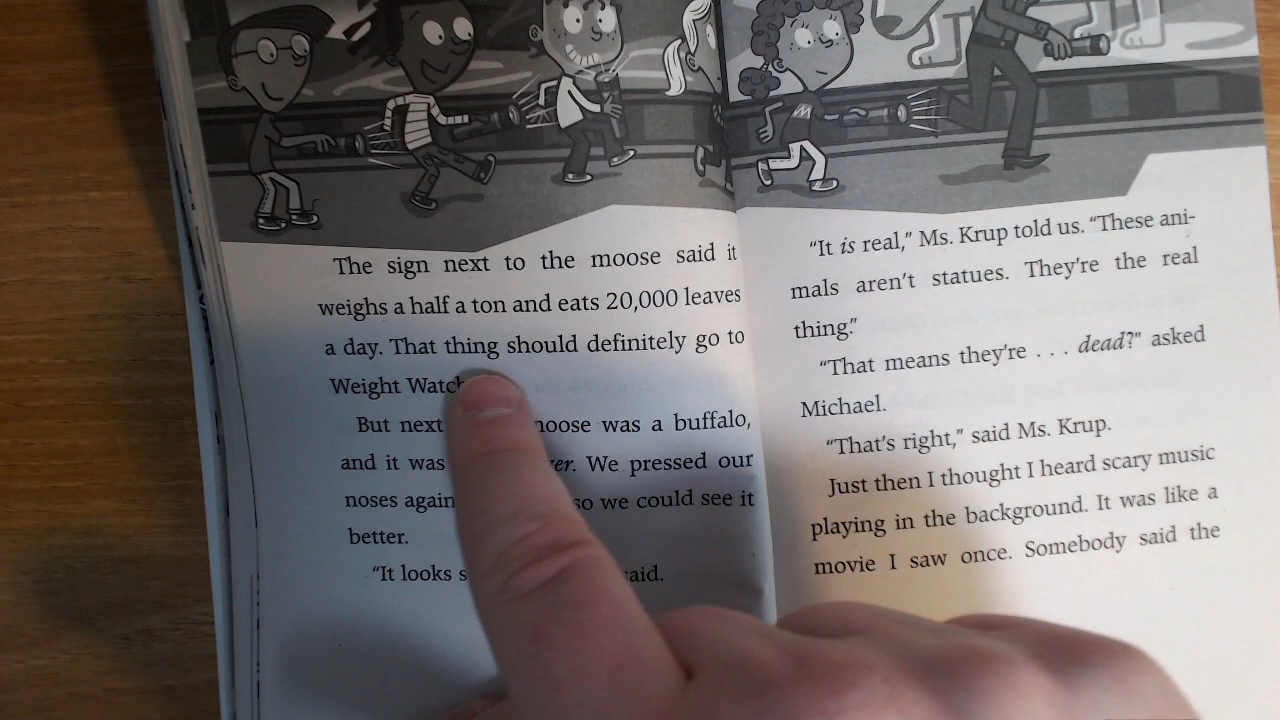 The sign next to the moose said it
weighs a half a ton and eats 20,000 leaves
a day. That thing should definitely go to
Weight
But next moose was a buffalo,
and it was We pressed our
noses so we could see it
better.
“It looks said.
“It is real,” Ms. Krup told us. “These ani-
mals aren’t statues. They’re the real
thing.”
“That means they’re . . . dead?” asked
Michael.
“That’s right,” said Ms. Krup.
Just then I thought I heard scary music
playing in the background. It was like a
movie I saw once. Somebody said the